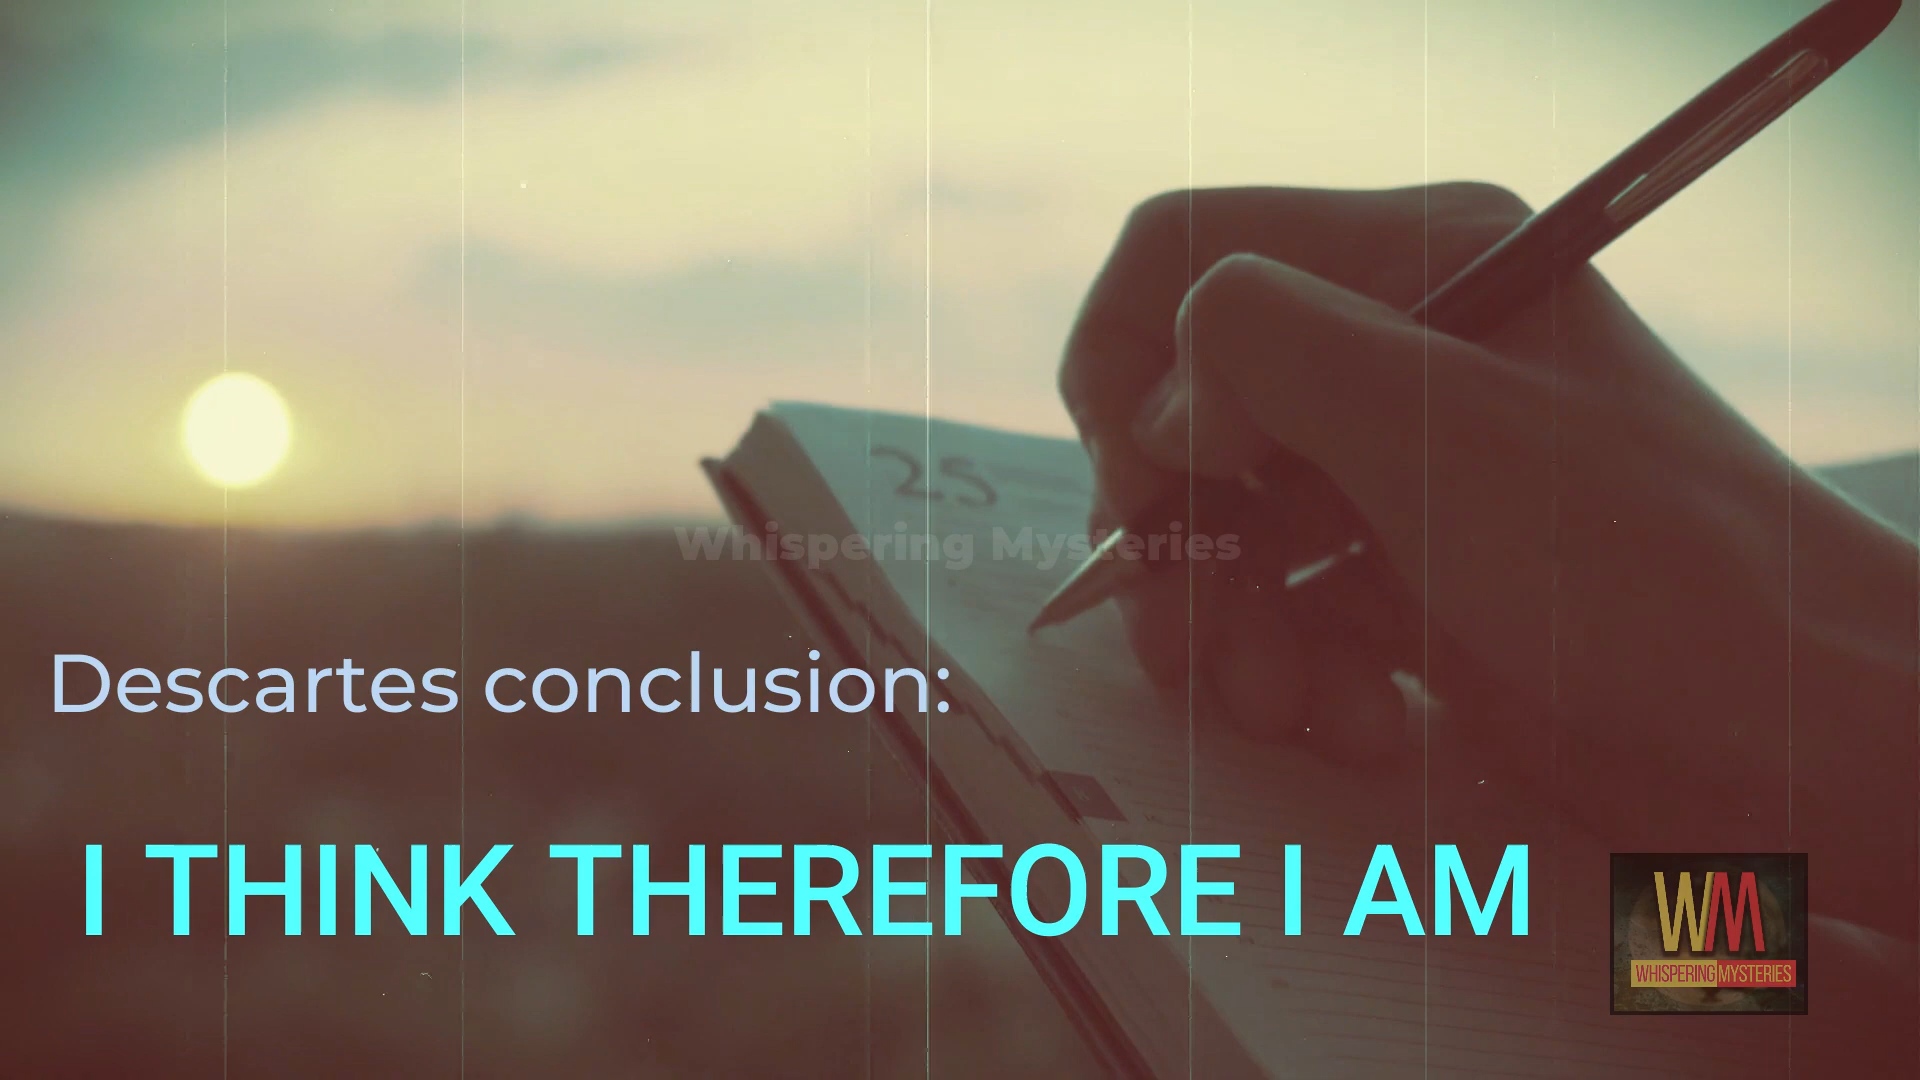 25
Whispering Mysteries
Descartes conclusion:
I THINK THEREFORE I AM
WM
WHISPERING MYSTERIES